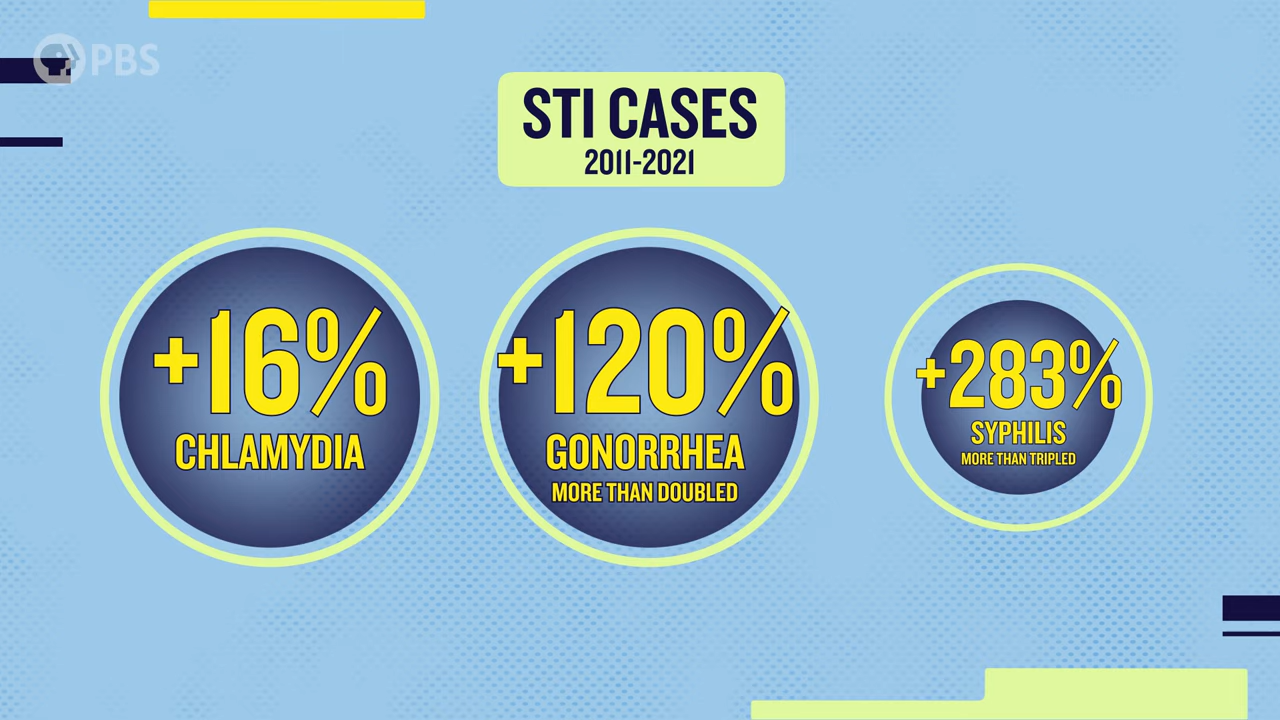 PBS
STI CASES
2011-2021
+16%
CHLAMYDIA
+120%
GONORRHEA
MORE THAN DOUBLED
+283%
SYPHILIS
MORE THAN TRIPLED